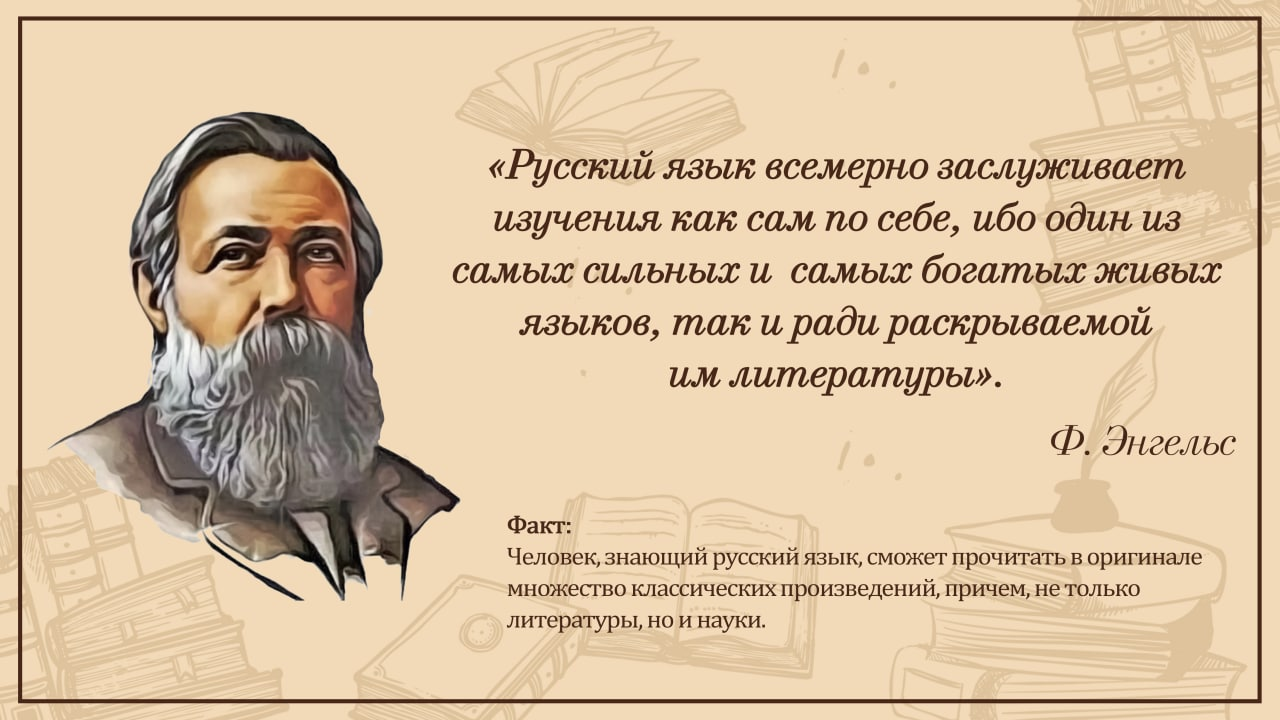 «Русский язык всемерно заслуживает
изучения как сам по себе, ибо один из
самых сильных и самых богатых живых
языков, так и ради раскрываемой
им литературы».
Ф. Энгельс
Факт:
Человек, знающий русский язык, сможет прочитать в оригинале
множество классических произведений, причем, не только
литературы, но и науки.